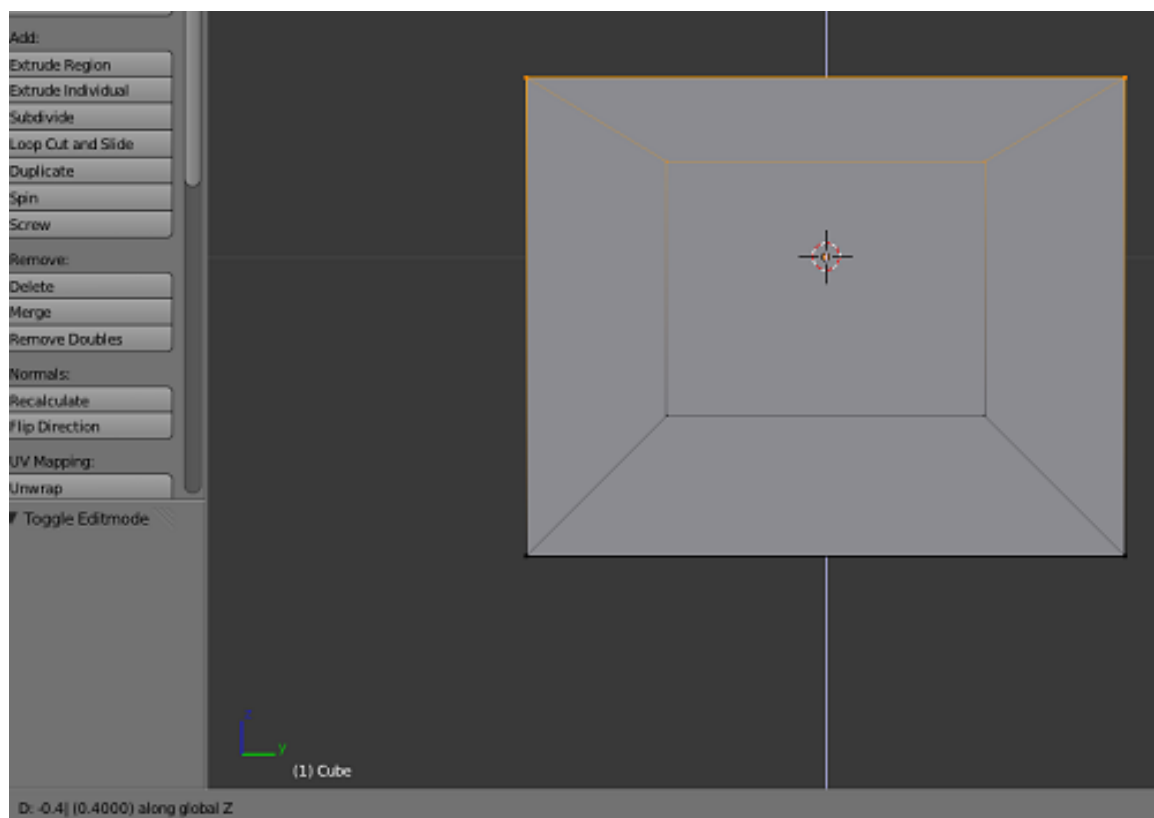 Add:
Extrude Region
Extrude Individual
Subdivide
Loop Cut and Slide
Duplicate
Spin
Screw
Remove:
Delete
Merge
Remove Doubles
Normals:
Recalculate
Flip Direction
UV Mapping:
Unwrap
Toggle Editmode
z
y
(1) Cube
D: -0.4| (0.4000) along global Z